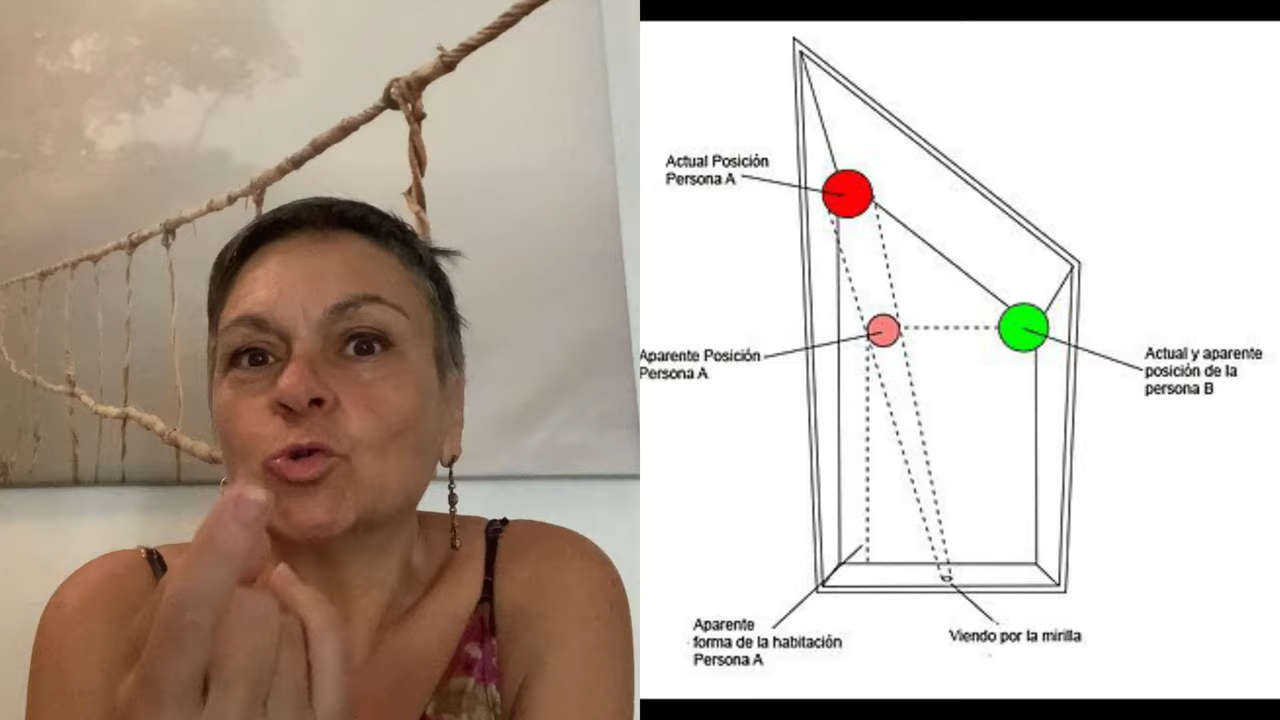 Actual Posición
Persona A
Aparente Posición
Persona A
Actual y aparente
posición de la
persona B
Aparente
forma de la habitación
Persona A
Viendo por la mirilla